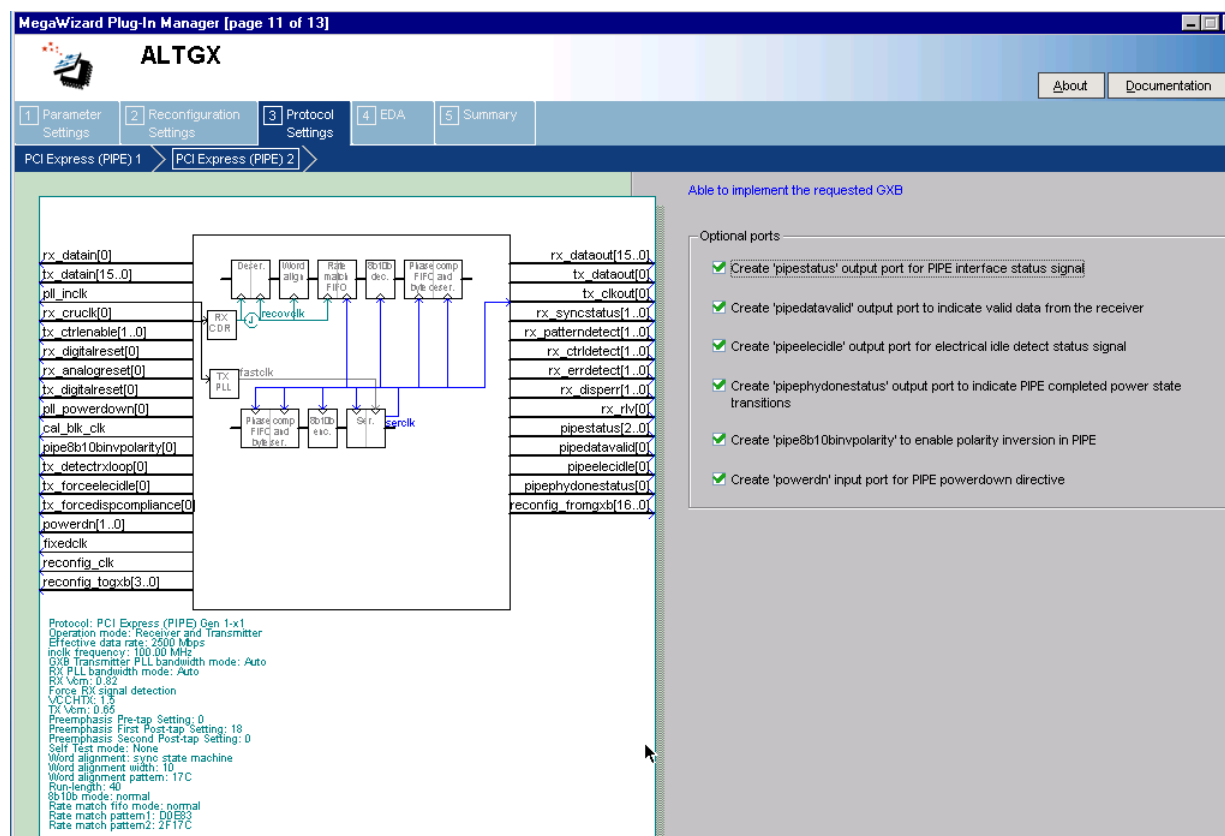 MegaWizard Plug-In Manager [page 11 of 13]
ALTGX
About
Documentation
1 Parameter Settings
2 Reconfiguration Settings
3 Protocol Settings
4 EDA
5 Summary
PCI Express (PIPE) 1
PCI Express (PIPE) 2
rx_datain[0]
tx_datain[15..0]
pll_inclk
rx_cruclk[0]
tx_ctrlenable[1..0]
rx_digitalreset[0]
rx_analogreset[0]
tx_digitalreset[0]
pll_powerdown[0]
cal_blk_clk
pipe8b10binvpolarity[0]
tx_detectrxloop[0]
tx_forceelecidle[0]
tx_forcedispcompliance[0]
powerdn[1..0]
fixedclk
reconfig_clk
reconfig_togxb[3..0]
Deser.
Word align
Rate match FIFO
8b10b dec.
Phase comp FIFO and byte deser.
RX CDR
recovclk
TX PLL
fastclk
Phase comp FIFO and byte ser.
8b10b enc.
Ser.
serclk
rx_dataout[15..0]
tx_dataout[0]
tx_clkout[0]
rx_syncstatus[1..0]
rx_patterndetect[1..0]
rx_ctrldetect[1..0]
rx_errdetect[1..0]
rx_disperr[1..0]
rx_rlv[0]
pipestatus[2..0]
pipedatavalid[0]
pipeelecidle[0]
pipephydonestatus[0]
reconfig_fromgxb[16..0]
Protocol: PCI Express (PIPE) Gen 1-x1
Operation mode: Receiver and Transmitter
Effective data rate: 2500 Mbps
inclk frequency: 100.00 MHz
GXB Transmitter PLL bandwidth mode: Auto
RX PLL bandwidth mode: Auto
RX Vcm: 0.82
Force RX signal detection
VCCHTX: 1.5
TX Vcm: 0.65
Preemphasis Pre-tap Setting: 0
Preemphasis First Post-tap Setting: 18
Preemphasis Second Post-tap Setting: 0
Self Test mode: None
Word alignment: sync state machine
Word alignment width: 10
Word alignment pattern: 17C
Run-length: 40
8b10b mode: normal
Rate match fifo mode: normal
Rate match pattern1: D0E83
Rate match pattern2: 2F17C
Able to implement the requested GXB
Optional ports
Create 'pipestatus' output port for PIPE interface status signal
Create 'pipedatavalid' output port to indicate valid data from the receiver
Create 'pipeelecidle' output port for electrical idle detect status signal
Create 'pipephydonestatus' output port to indicate PIPE completed power state
transitions
Create 'pipe8b10binvpolarity' to enable polarity inversion in PIPE
Create 'powerdn' input port for PIPE powerdown directive